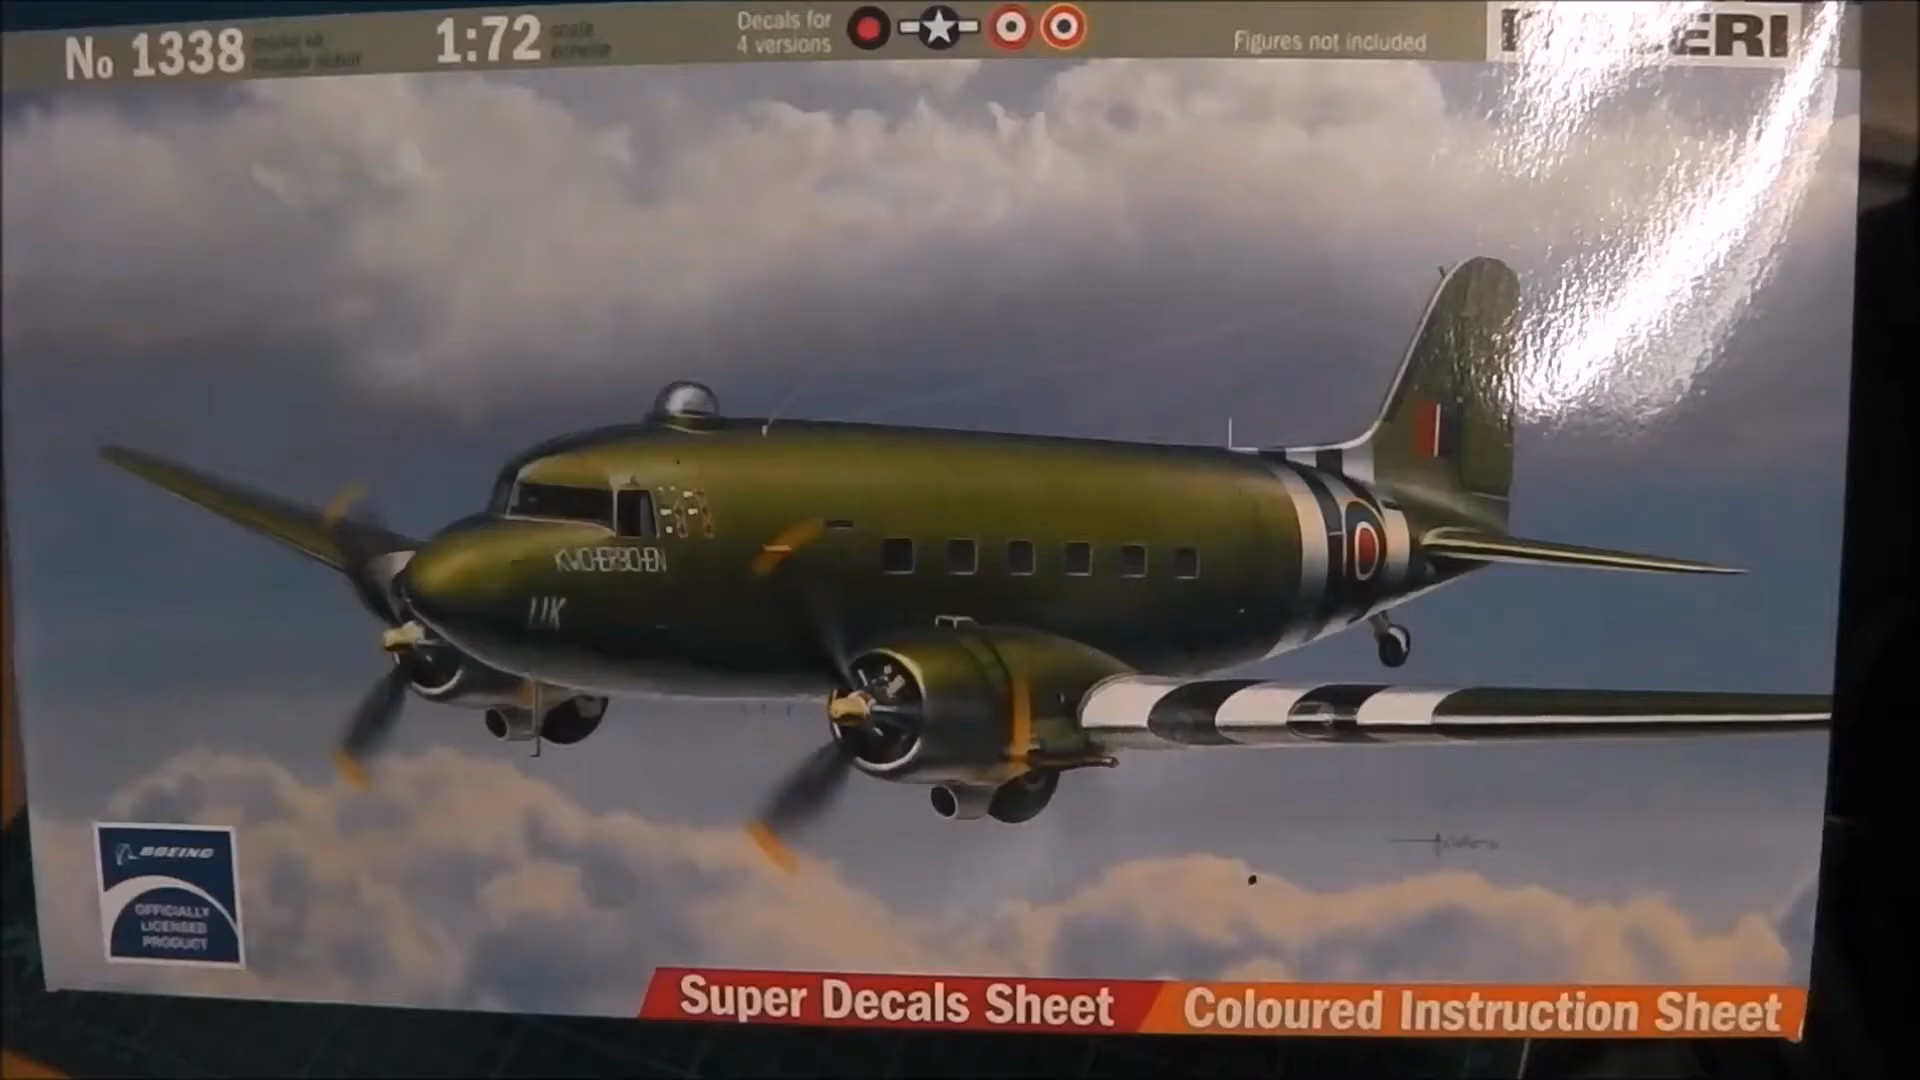 No 1338
1:72
Decals for
4 versions
Figures not included
KWICHERBICHEN
IIK
BOEING
OFFICIALLY
LICENSED
PRODUCT
Super Decals Sheet
Coloured Instruction Sheet